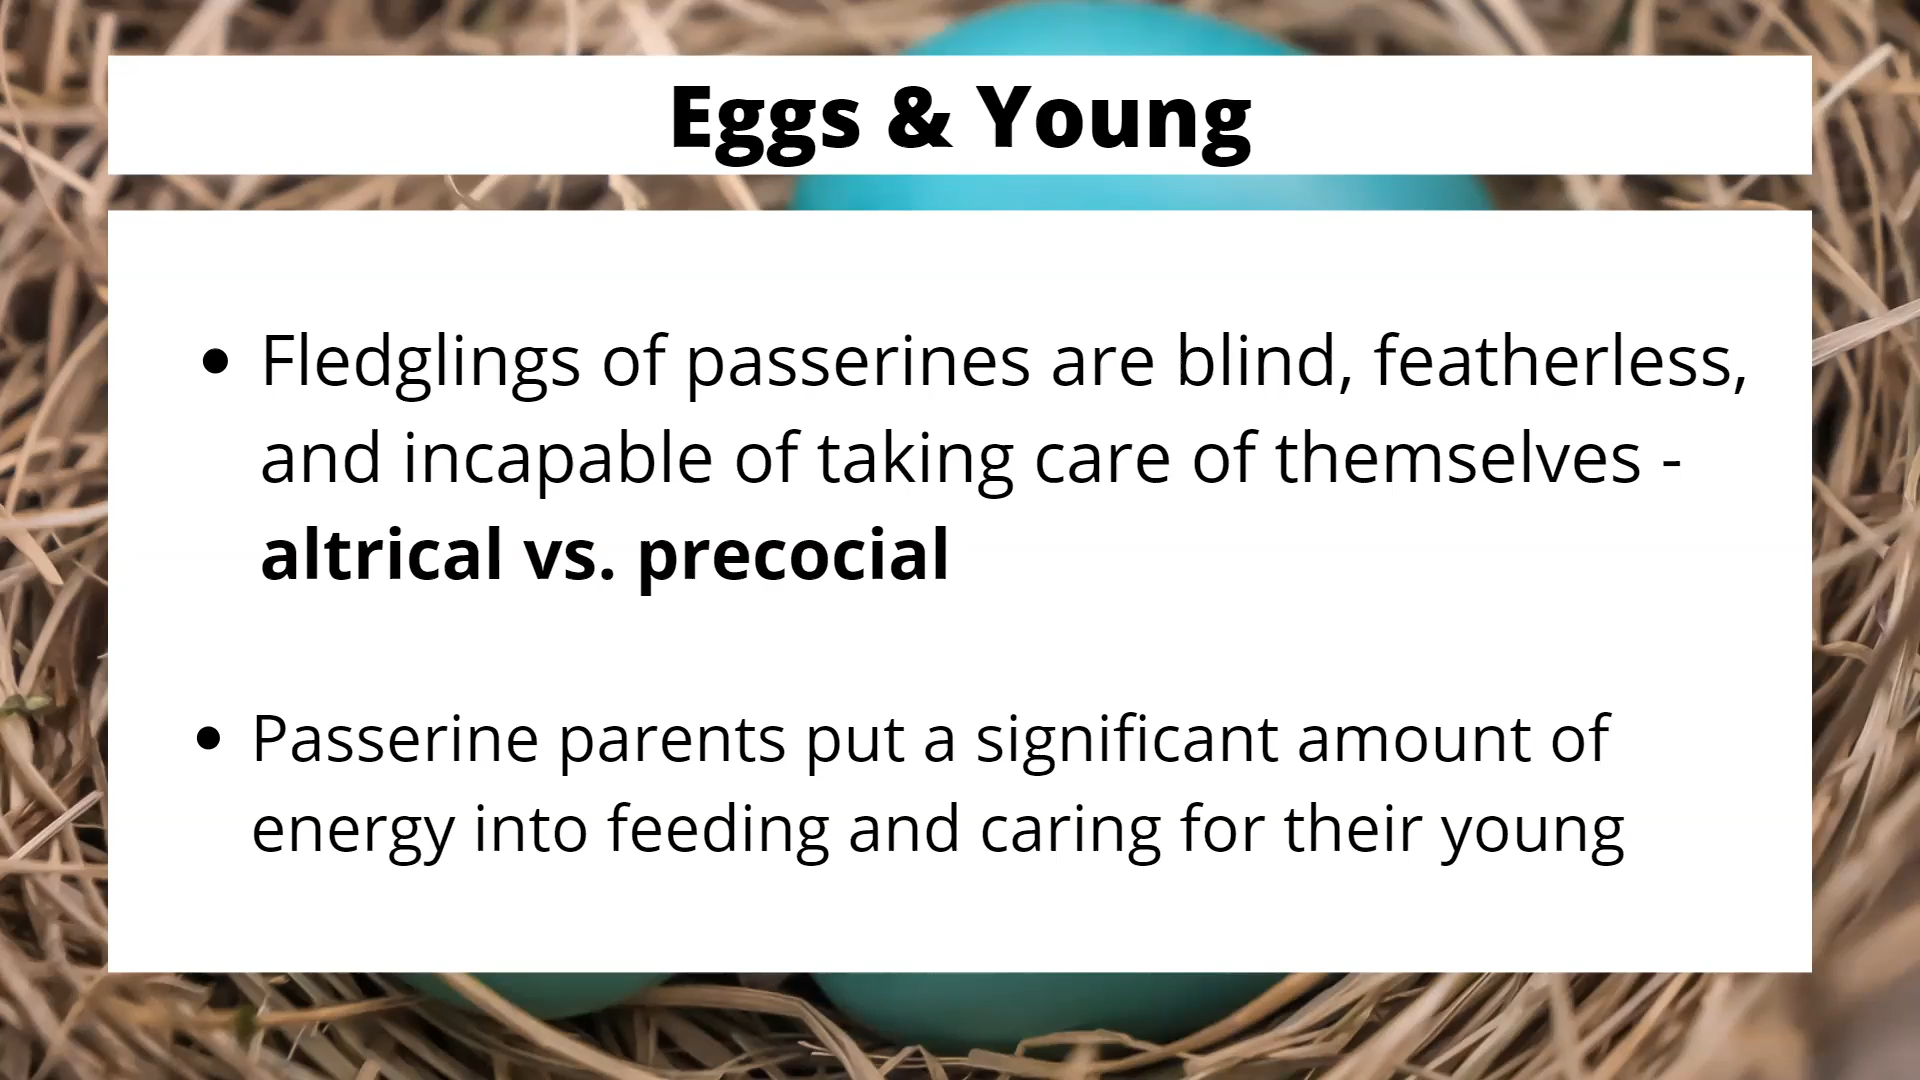 Eggs & Young
• Fledglings of passerines are blind, featherless,
and incapable of taking care of themselves -
altrical vs. precocial
• Passerine parents put a significant amount of
energy into feeding and caring for their young